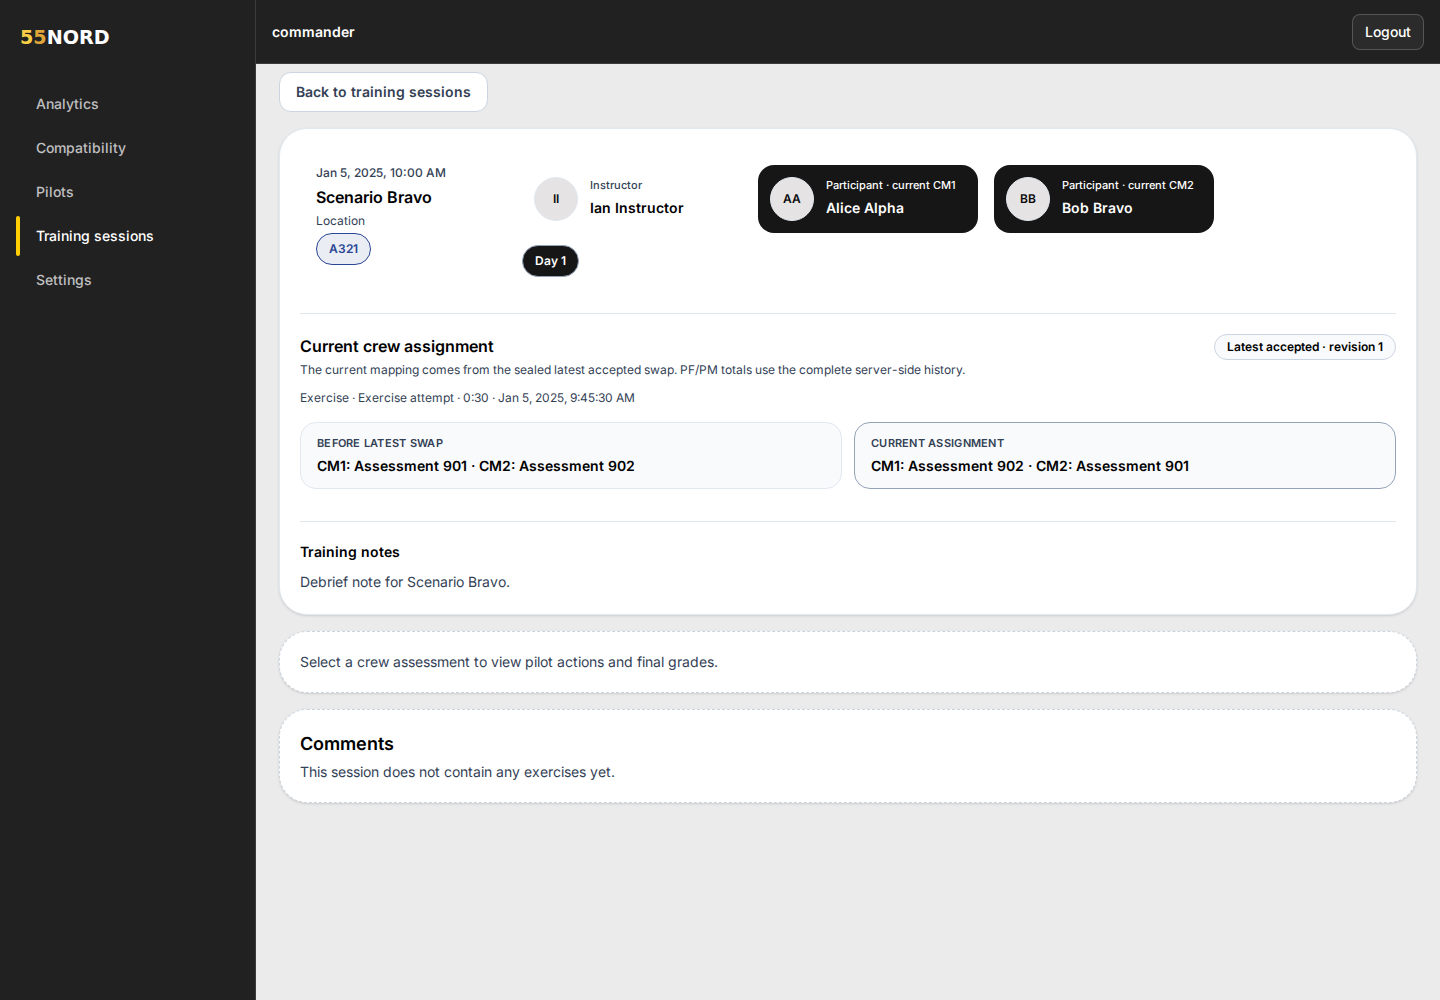 55NORD
commander
Logout
Analytics
Compatibility
Pilots
Training sessions
Settings
Back to training sessions
Jan 5, 2025, 10:00 AM
Scenario Bravo
Location
A321
II
Instructor
Ian Instructor
Day 1
AA
Participant · current CM1
Alice Alpha
BB
Participant · current CM2
Bob Bravo
Current crew assignment
Latest accepted · revision 1
The current mapping comes from the sealed latest accepted swap. PF/PM totals use the complete server-side history.
Exercise · Exercise attempt · 0:30 · Jan 5, 2025, 9:45:30 AM
BEFORE LATEST SWAP
CM1: Assessment 901 · CM2: Assessment 902
CURRENT ASSIGNMENT
CM1: Assessment 902 · CM2: Assessment 901
Training notes
Debrief note for Scenario Bravo.
Select a crew assessment to view pilot actions and final grades.
Comments
This session does not contain any exercises yet.